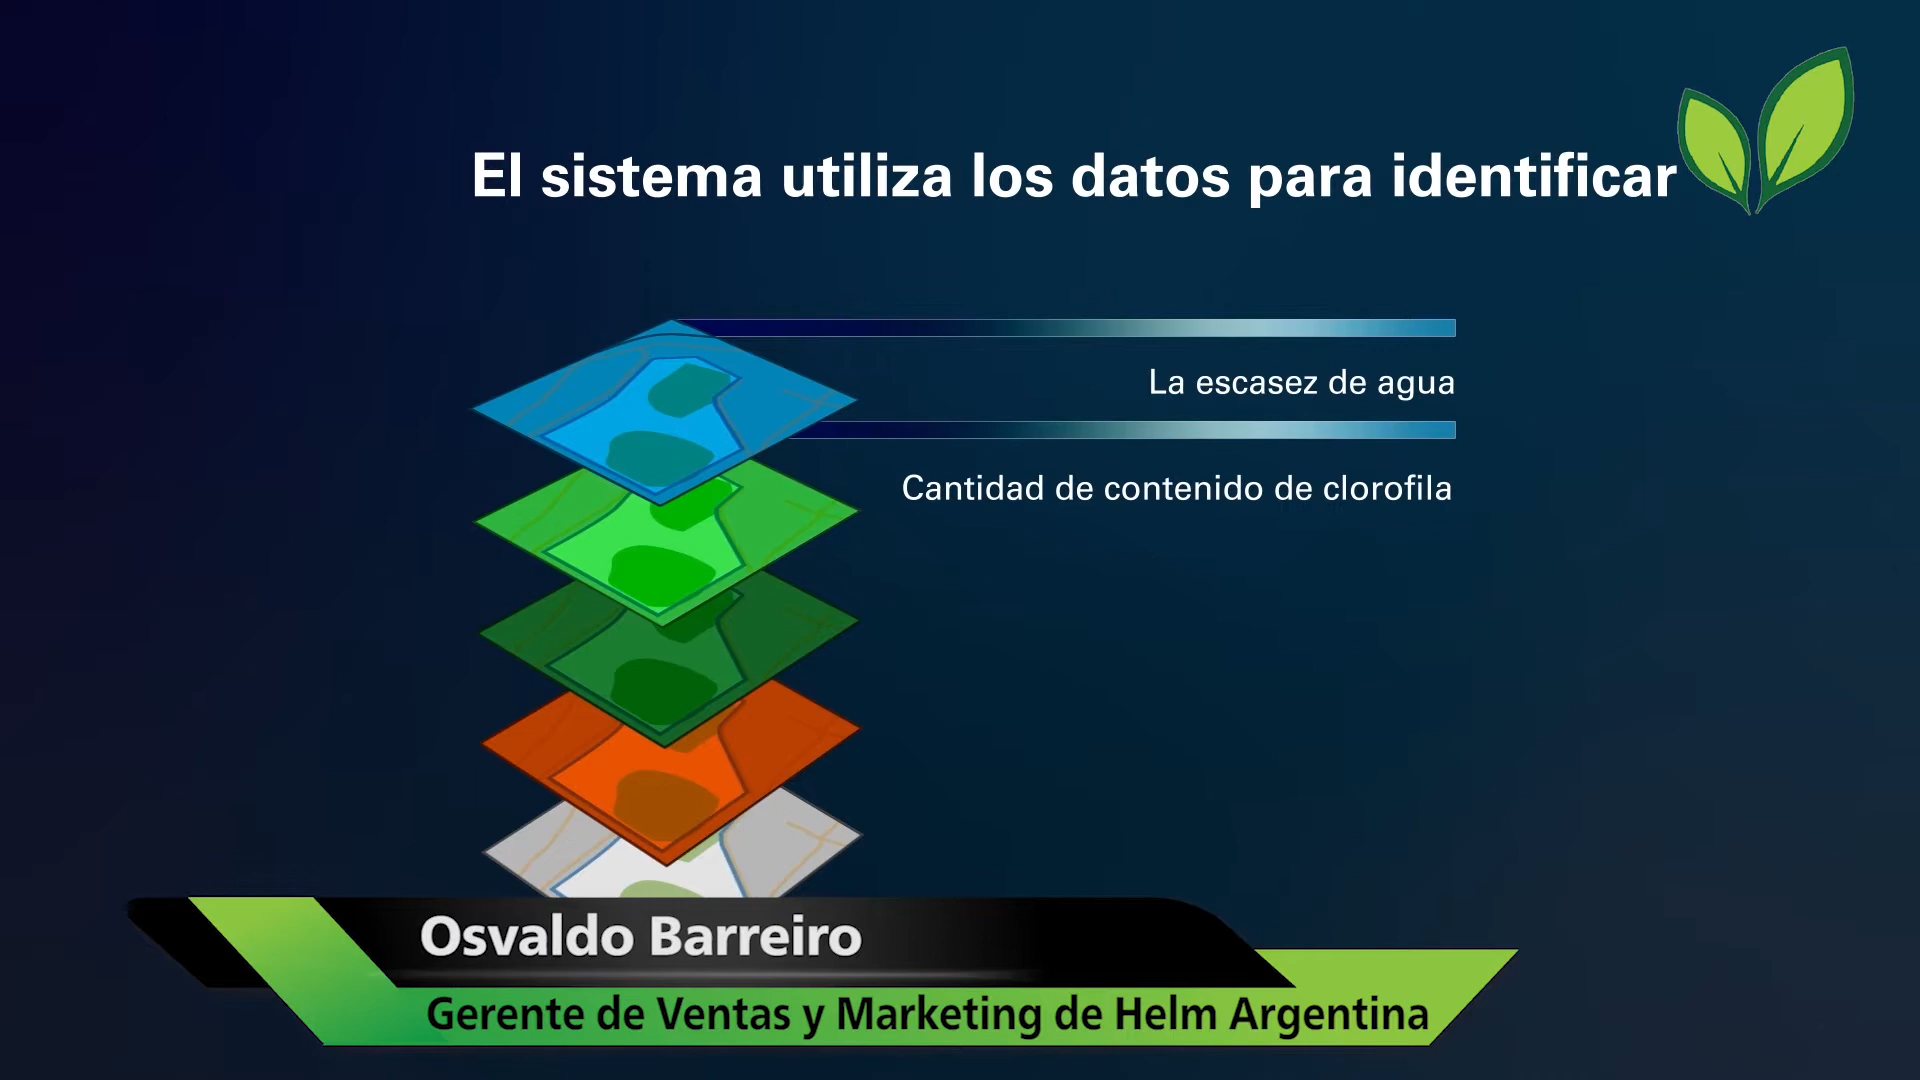 El sistema utiliza los datos para identificar
La escasez de agua
Cantidad de contenido de clorofila
Osvaldo Barreiro
Gerente de Ventas y Marketing de Helm Argentina